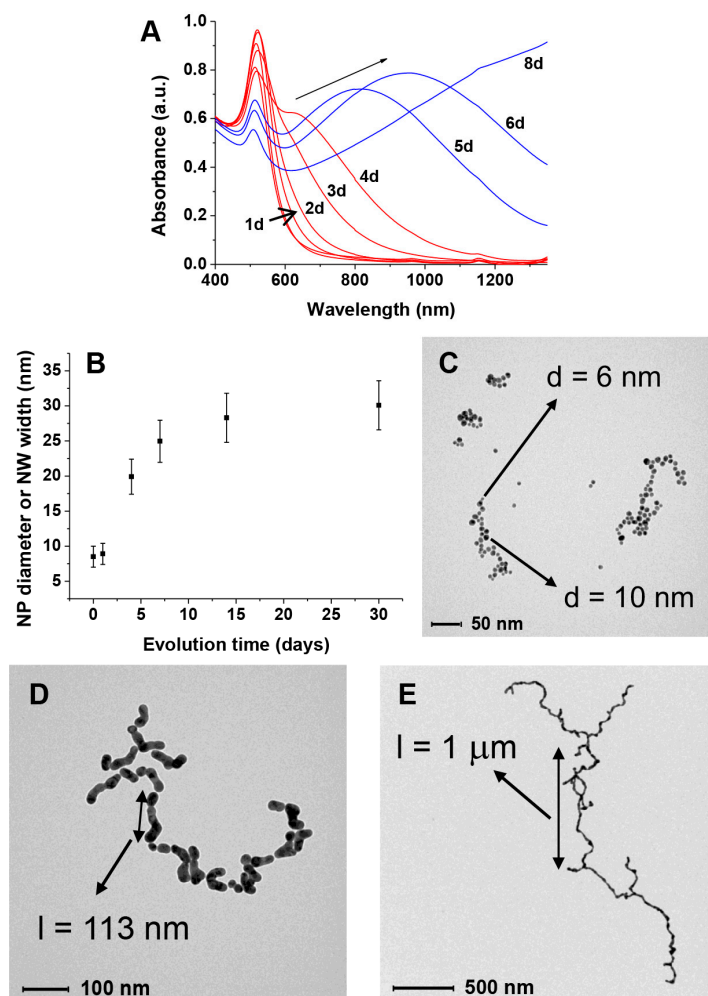 A
1.0
0.8
0.6
0.4
0.2
0.0
Absorbance (a.u.)
8d
6d
5d
4d
3d
2d
1d
400 600 800 1000 1200
Wavelength (nm)
B
35
30
25
20
15
10
5
NP diameter or NW width (nm)
0 5 10 15 20 25 30
Evolution time (days)
C
d = 6 nm
d = 10 nm
50 nm
D
l = 113 nm
100 nm
E
l = 1 μm
500 nm